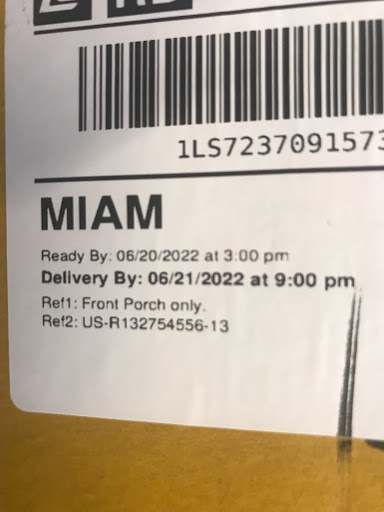 1LS7237091573
MIAM
Ready By: 06/20/2022 at 3:00 pm
Delivery By: 06/21/2022 at 9:00 pm
Ref1: Front Porch only.
Ref2: US-R132754556-13